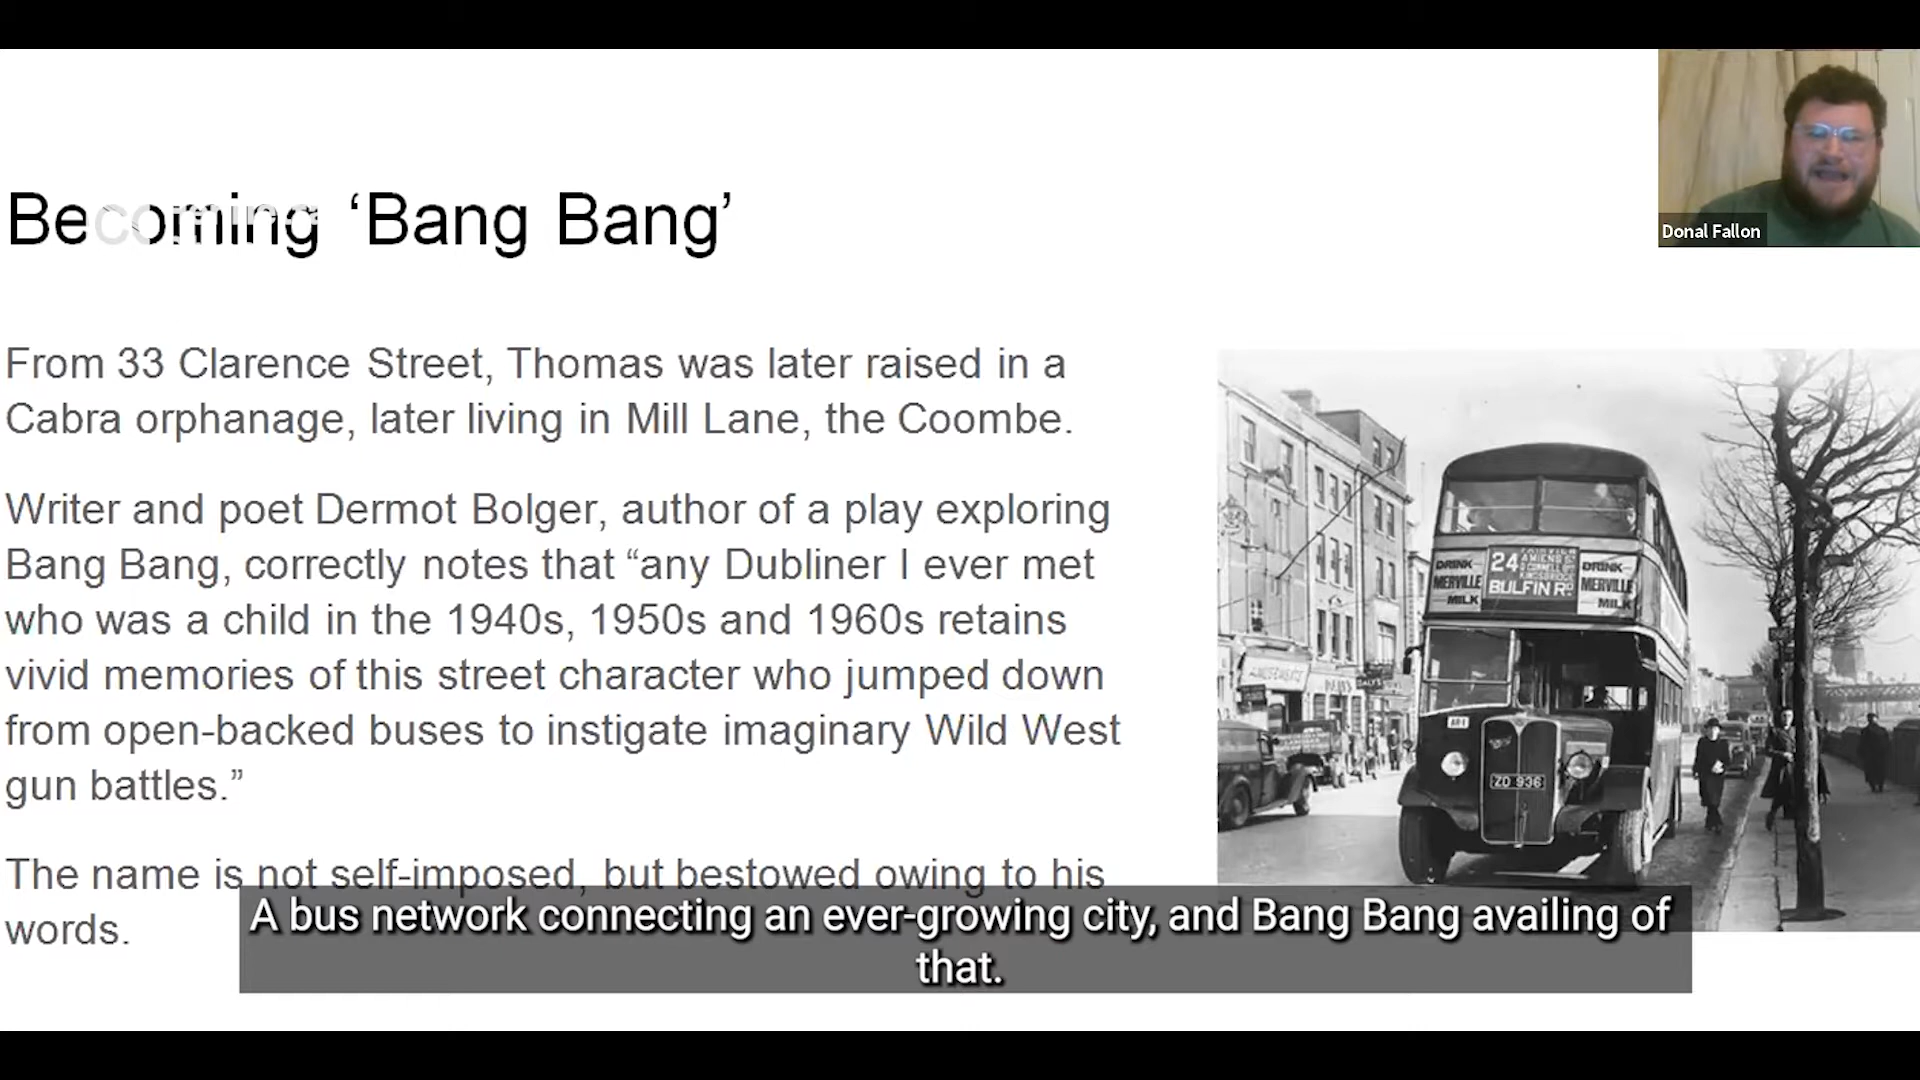 Becoming ‘Bang Bang’
Donal Fallon
From 33 Clarence Street, Thomas was later raised in a
Cabra orphanage, later living in Mill Lane, the Coombe.
Writer and poet Dermot Bolger, author of a play exploring
Bang Bang, correctly notes that “any Dubliner I ever met
who was a child in the 1940s, 1950s and 1960s retains
vivid memories of this street character who jumped down
from open-backed buses to instigate imaginary Wild West
gun battles.”
The name is not self-imposed, but bestowed owing to his
words.
24
AMIENS ST
BULFIN RD
DRINK
MERVILLE
MILK
DRINK
MERVILLE
MILK
ZD 936
A bus network connecting an ever-growing city, and Bang Bang availing of
that.